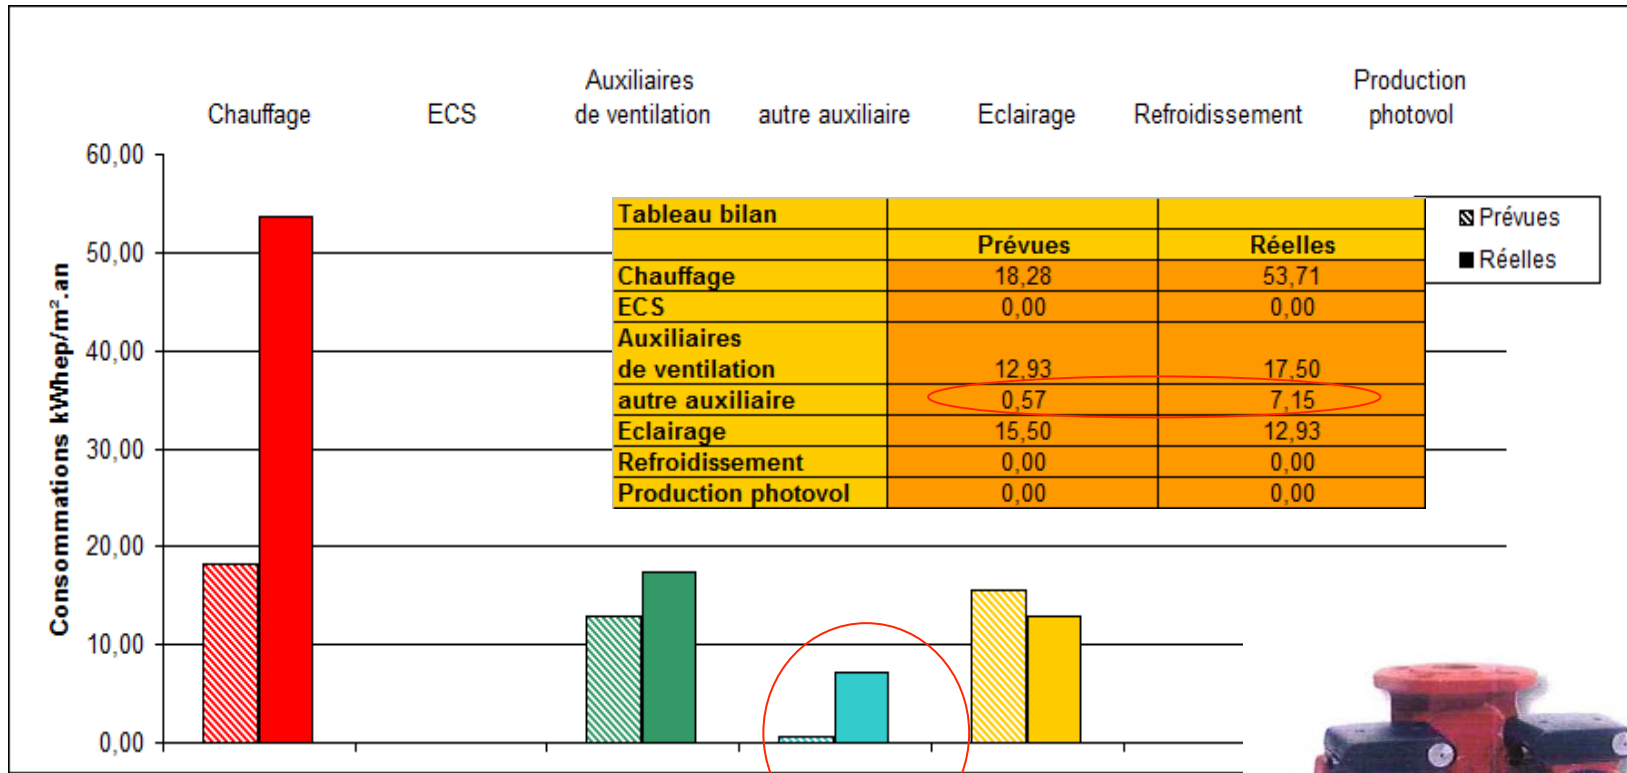 Auxiliaires
Production
Chauffage ECS de ventilation autre auxiliaire Eclairage Refroidissement photovol
60,00
50,00
40,00
30,00
20,00
10,00
0,00
Consommations kWhep/m².an
Tableau bilan
Prévues Réelles
Chauffage 18,28 53,71
ECS 0,00 0,00
Auxiliaires
de ventilation 12,93 17,50
autre auxiliaire 0,57 7,15
Eclairage 15,50 12,93
Refroidissement 0,00 0,00
Production photovol 0,00 0,00
Prévues
Réelles